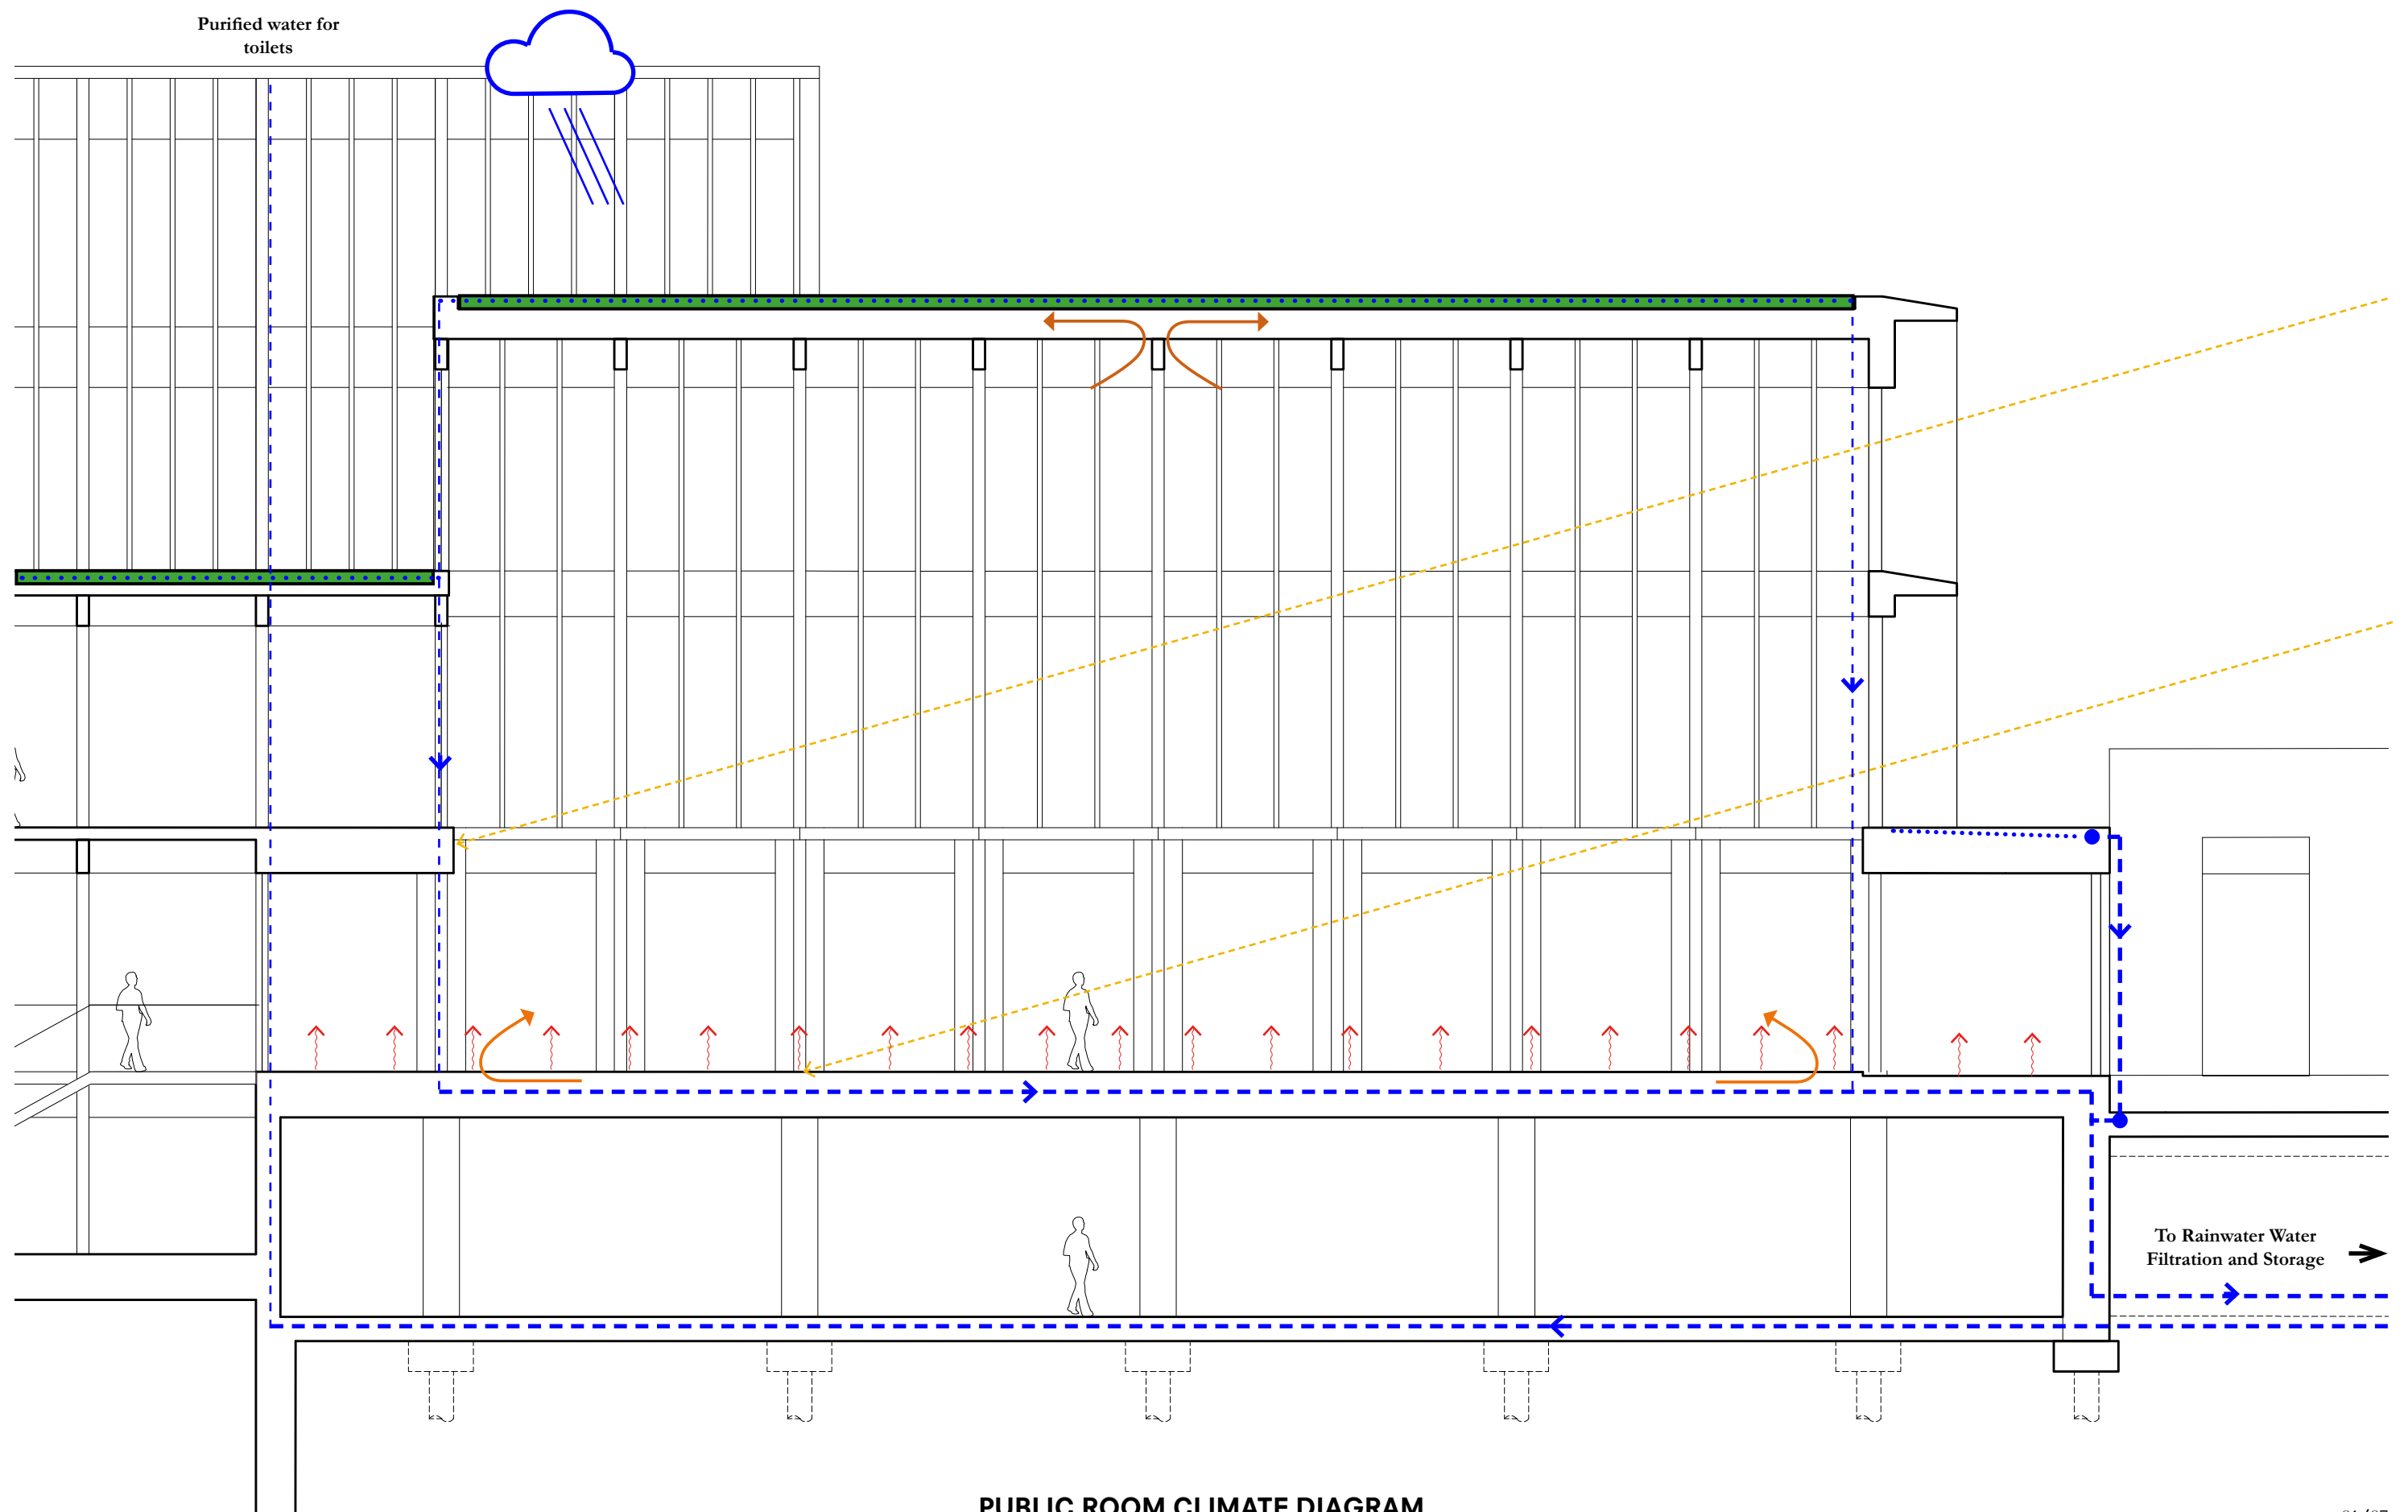 Purified water for
toilets
To Rainwater Water
Filtration and Storage
PUBLIC ROOM CLIMATE DIAGRAM